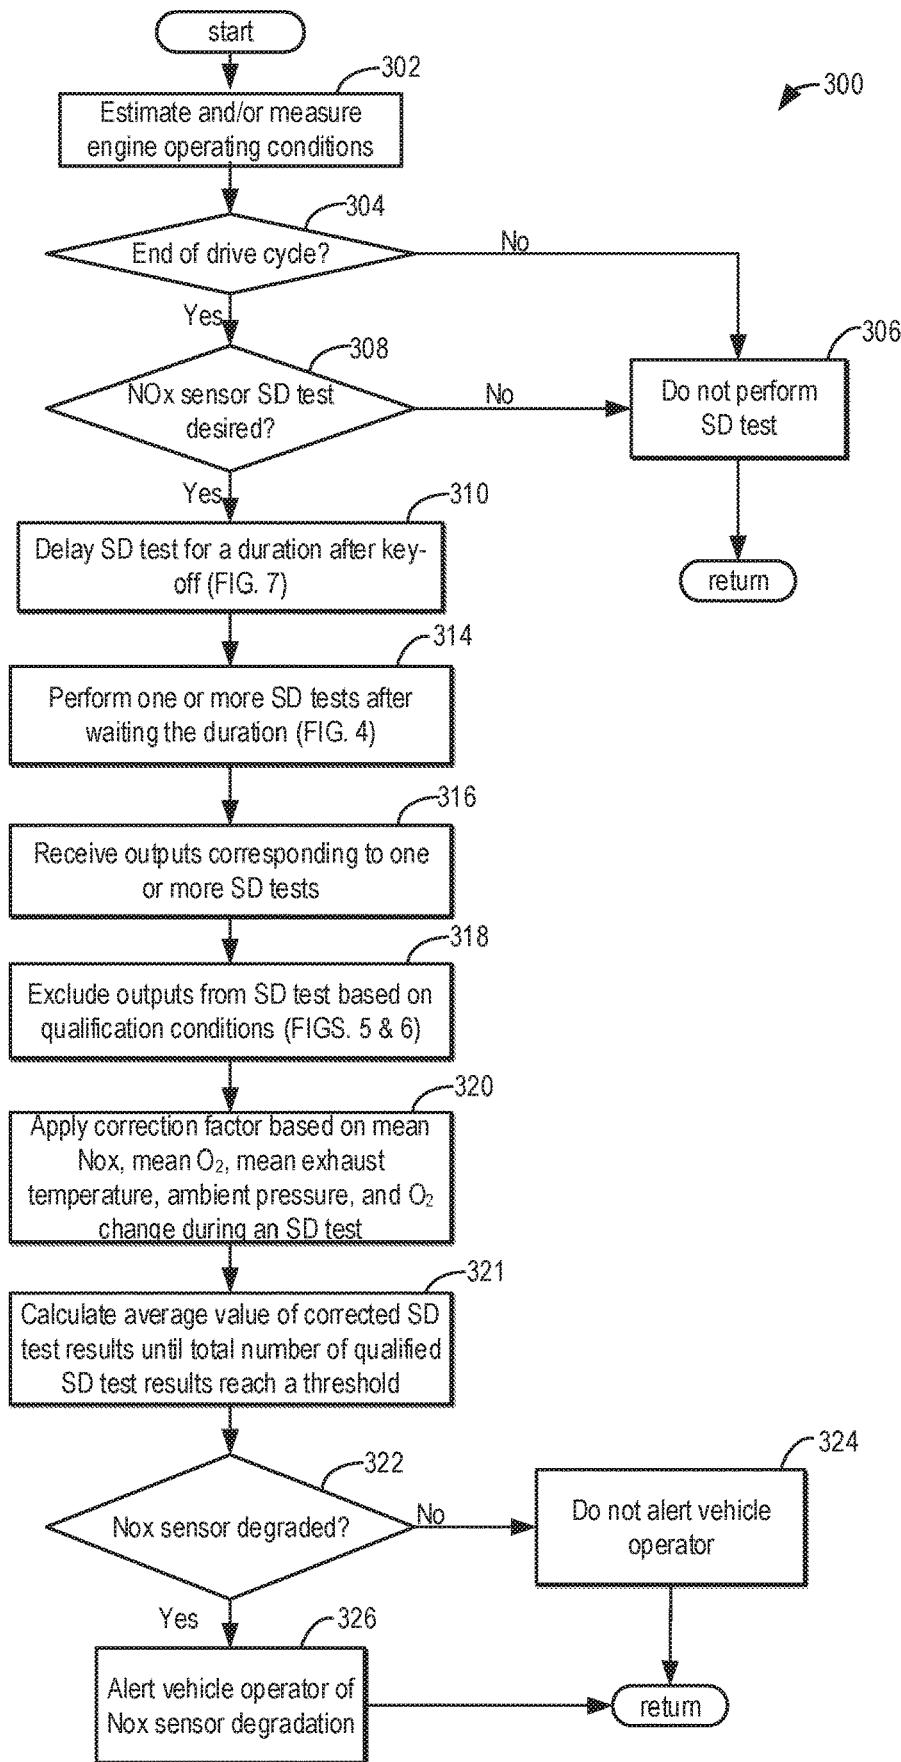 start
302
300
Estimate and/or measure
engine operating conditions
304
End of drive cycle?
No
Yes
308
306
NOx sensor SD test
desired?
No
Do not perform
SD test
Yes
310
Delay SD test for a duration after key-
off (FIG. 7)
return
314
Perform one or more SD tests after
waiting the duration (FIG. 4)
316
Receive outputs corresponding to one
or more SD tests
318
Exclude outputs from SD test based on
qualification conditions (FIGS. 5 & 6)
320
Apply correction factor based on mean
Nox, mean O₂, mean exhaust
temperature, ambient pressure, and O₂
change during an SD test
321
Calculate average value of corrected SD
test results until total number of qualified
SD test results reach a threshold
322
324
Nox sensor degraded?
No
Do not alert vehicle
operator
Yes
326
Alert vehicle operator of
Nox sensor degradation
return